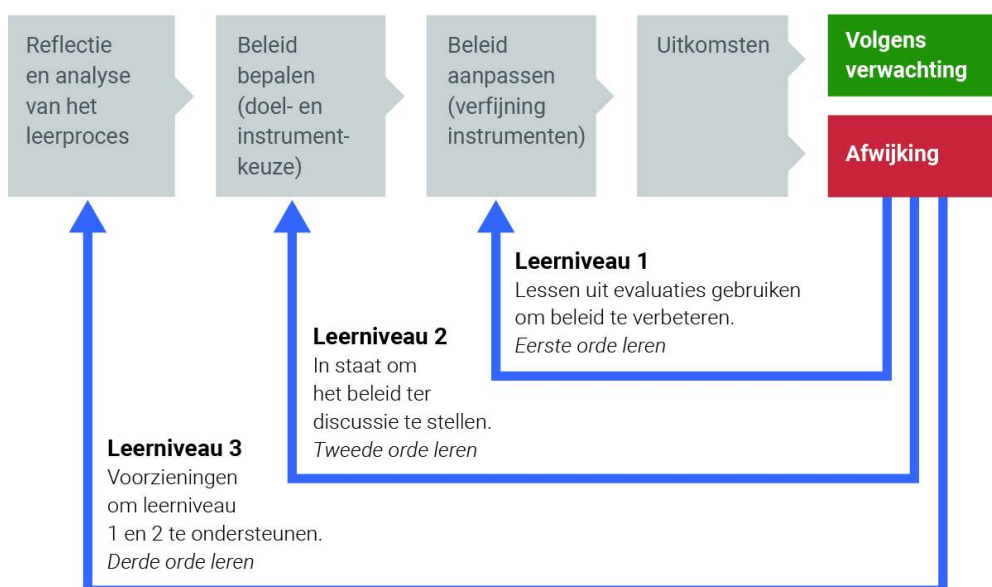 Reflectie
en analyse
van het
leerproces
Beleid
bepalen
(doel- en
instrument-
keuze)
Beleid
aanpassen
(verfijning
instrumenten)
Uitkomsten
Volgens
verwachting
Afwijking
Leerniveau 1
Lessen uit evaluaties gebruiken
om beleid te verbeteren.
Eerste orde leren
Leerniveau 2
In staat om
het beleid ter
discussie te stellen.
Tweede orde leren
Leerniveau 3
Voorzieningen
om leerniveau
1 en 2 te ondersteunen.
Derde orde leren